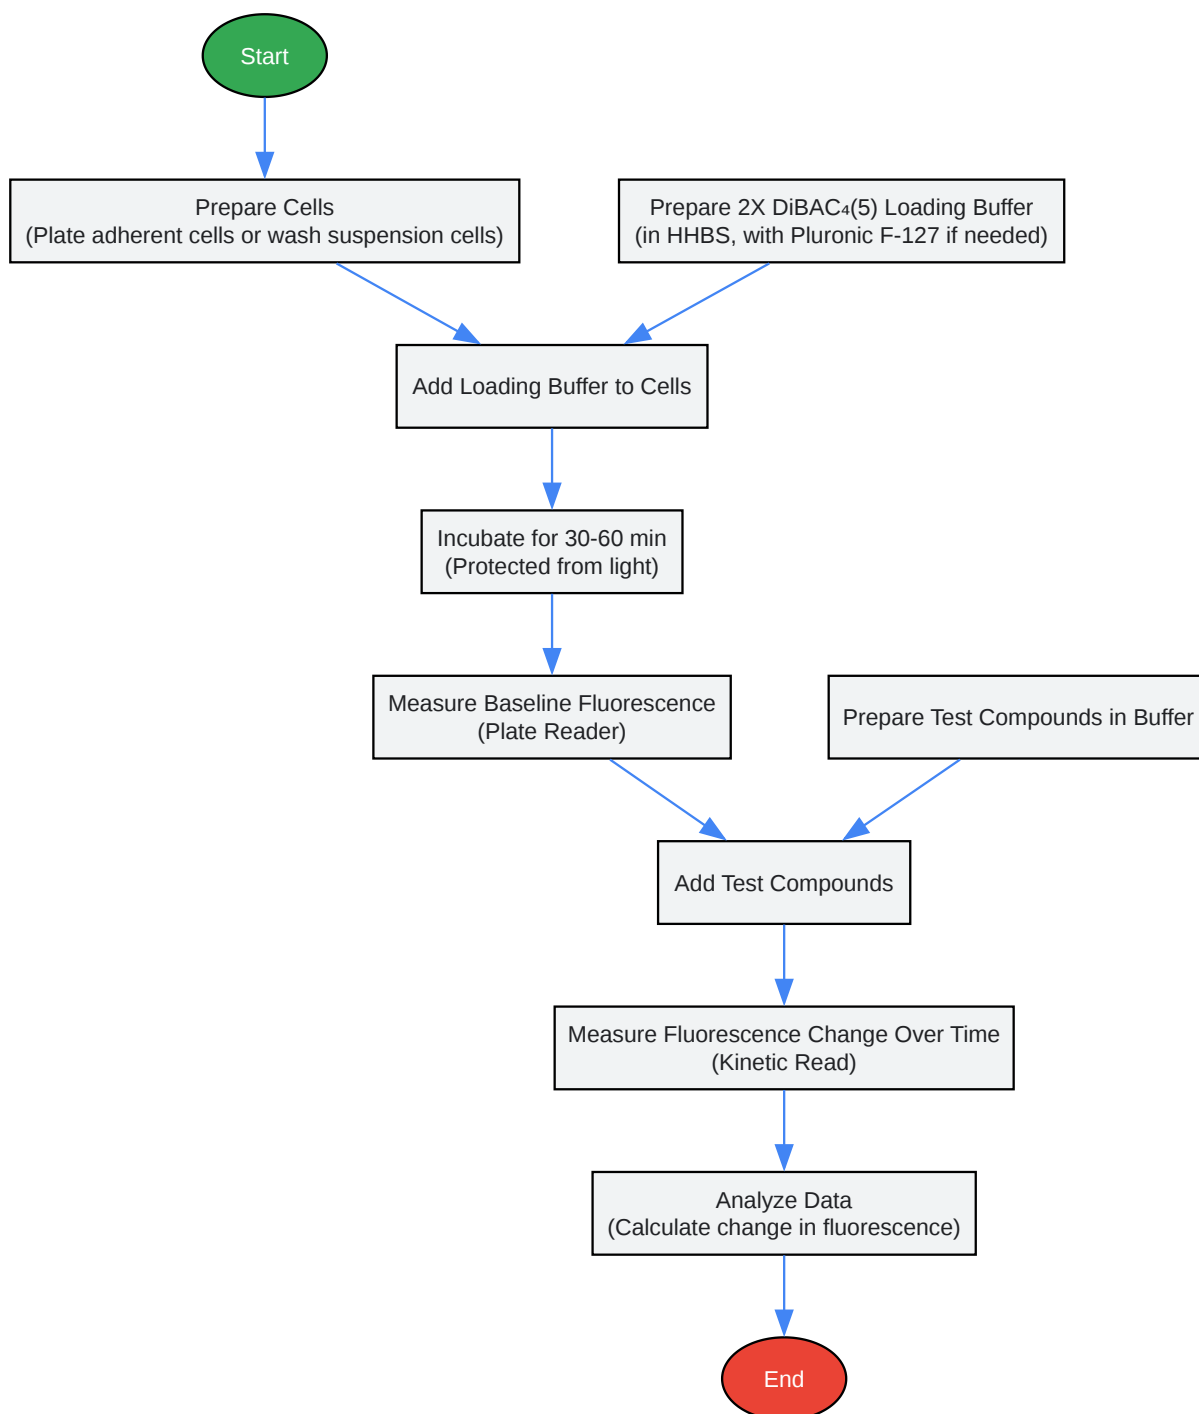 Start
Prepare Cells
(Plate adherent cells or wash suspension cells)
Prepare 2X DiBAC₄(5) Loading Buffer
(in HHBS, with Pluronic F-127 if needed)
Add Loading Buffer to Cells
Incubate for 30-60 min
(Protected from light)
Measure Baseline Fluorescence
(Plate Reader)
Prepare Test Compounds in Buffer
Add Test Compounds
Measure Fluorescence Change Over Time
(Kinetic Read)
Analyze Data
(Calculate change in fluorescence)
End